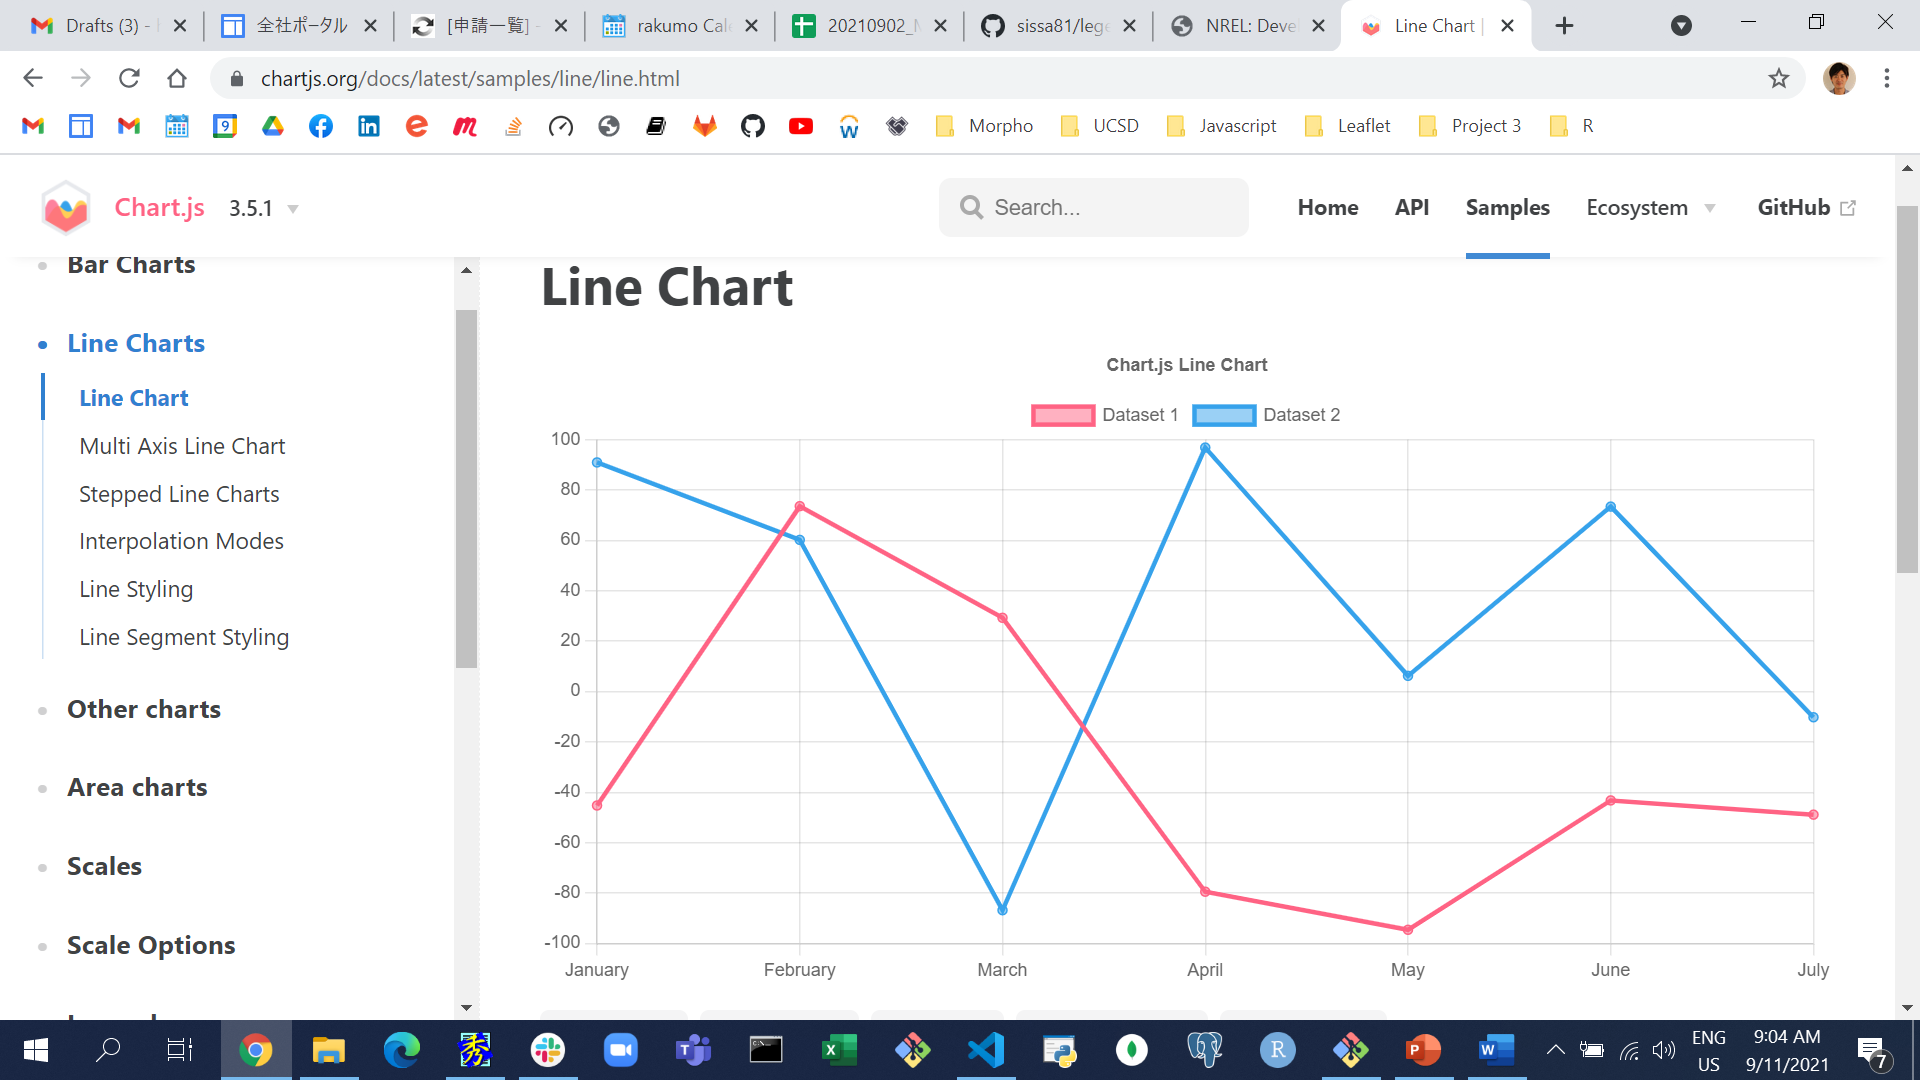 Drafts (3) -
全社ポータル
[申請一覧] -
rakumo Cal
20210902_
sissa81/lege
NREL: Deve
Line Chart |
chartjs.org/docs/latest/samples/line/line.html
Morpho
UCSD
Javascript
Leaflet
Project 3
R
Chart.js 3.5.1
Search...
Home
API
Samples
Ecosystem
GitHub
Bar Charts
Line Charts
Line Chart
Multi Axis Line Chart
Stepped Line Charts
Interpolation Modes
Line Styling
Line Segment Styling
Other charts
Area charts
Scales
Scale Options
Line Chart
Chart.js Line Chart
Dataset 1
Dataset 2
100
80
60
40
20
0
-20
-40
-60
-80
-100
January
February
March
April
May
June
July
ENG
US
9:04 AM
9/11/2021
7